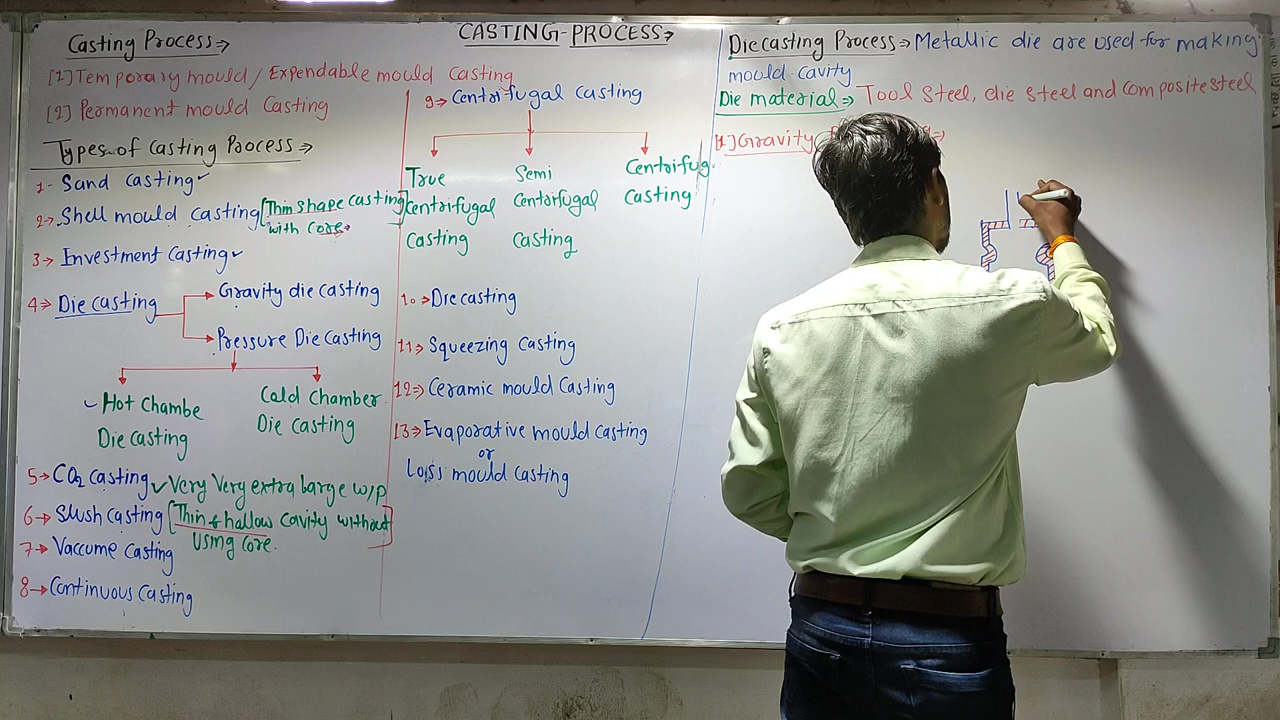 CASTING-PROCESS⇒
Casting Process⇒
[1] Temporary mould/Expendable mould Casting
[2] Permanent mould Casting
Types of Casting Process⇒
1- Sand casting✓
2→ Shell mould casting [Thin shape casting
with core.]
3→ Investment Casting✓
4→ Die casting
Gravity die casting
Pressure Die casting
Hot Chambe
Die casting
Cold Chamber
Die casting
5→ CO₂ casting ✓ Very Very extra large w/p
6→ Slush casting [Thin & hallow cavity without
using core.]
7→ Vaccume casting
8→ Continuous casting
9→ Centrifugal casting
True
Centrifugal
Casting
Semi
Centrifugal
Casting
Centrifug
Casting
10→ Die casting
11→ Squeezing Casting
12→ Ceramic mould Casting
13→ Evaporative mould Casting
or
Loiss mould Casting
Die casting Process⇒ Metallic die are used for making
mould cavity
Die material⇒ Tool Steel, die steel and Composite steel
[1] Gravity